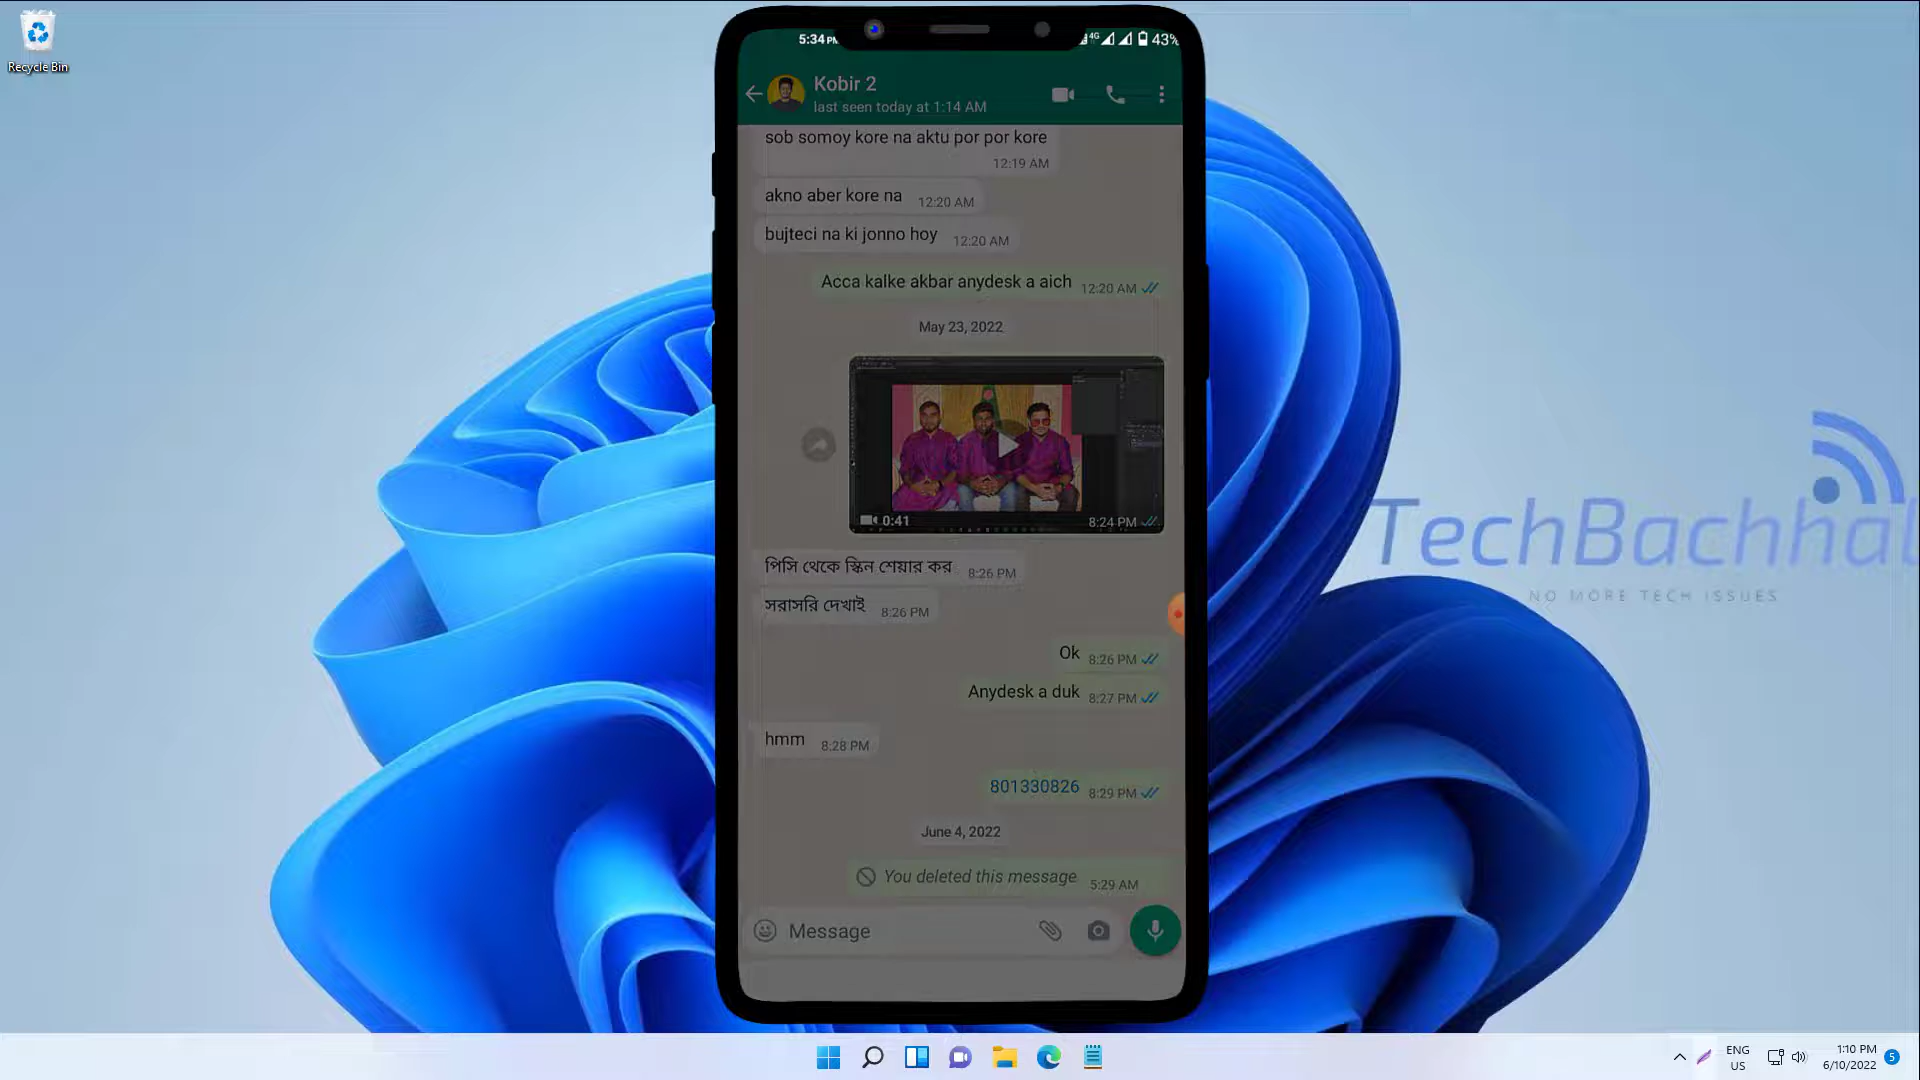 Recycle Bin
5:34 PM
4G
43%
Kobir 2
last seen today at 1:14 AM
sob somoy kore na aktu por por kore
12:19 AM
akno aber kore na 12:20 AM
bujteci na ki jonno hoy 12:20 AM
Acca kalke akbar anydesk a aich 12:20 AM
May 23, 2022
0:41
8:24 PM
পিসি থেকে স্কিন শেয়ার কর 8:26 PM
সরাসরি দেখাই 8:26 PM
Ok 8:26 PM
Anydesk a duk 8:27 PM
hmm 8:28 PM
801330826 8:29 PM
June 4, 2022
You deleted this message 5:29 AM
Message
TechBachhal
NO MORE TECH ISSUES
ENG
US
1:10 PM
6/10/2022
5